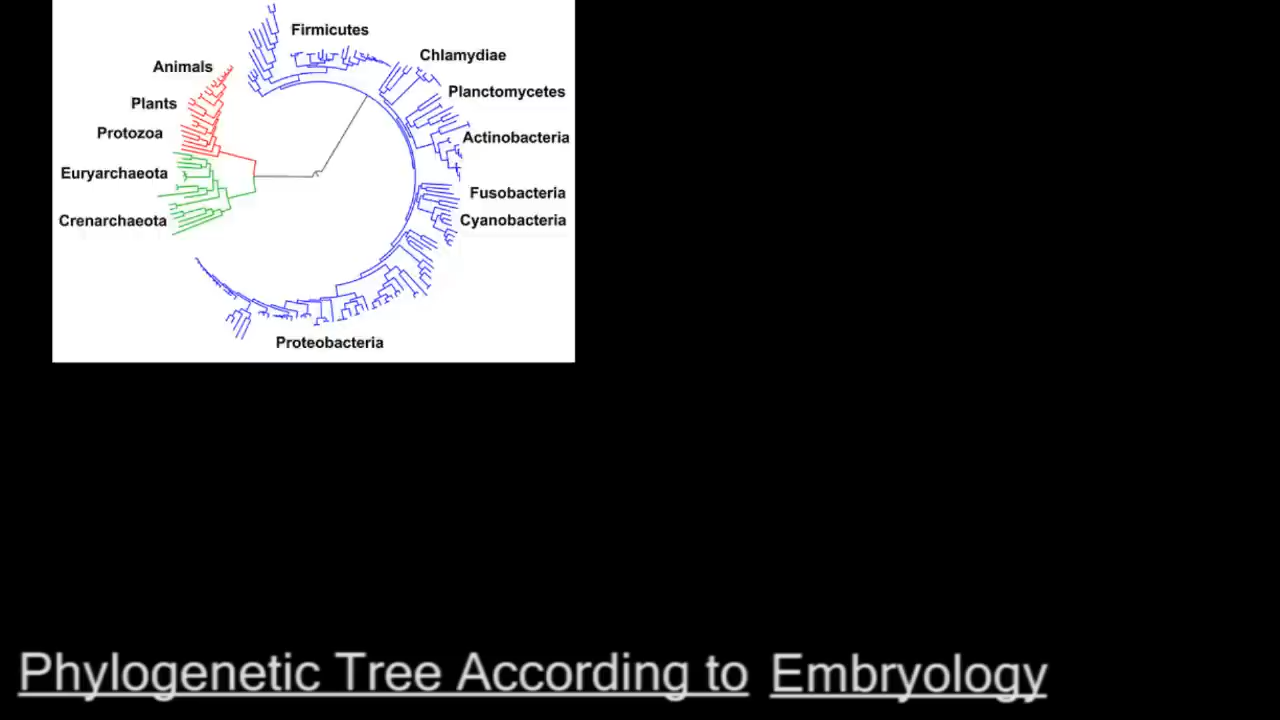 Firmicutes
Chlamydiae
Animals
Planctomycetes
Plants
Protozoa
Actinobacteria
Euryarchaeota
Fusobacteria
Crenarchaeota
Cyanobacteria
Proteobacteria
Phylogenetic Tree According to Embryology